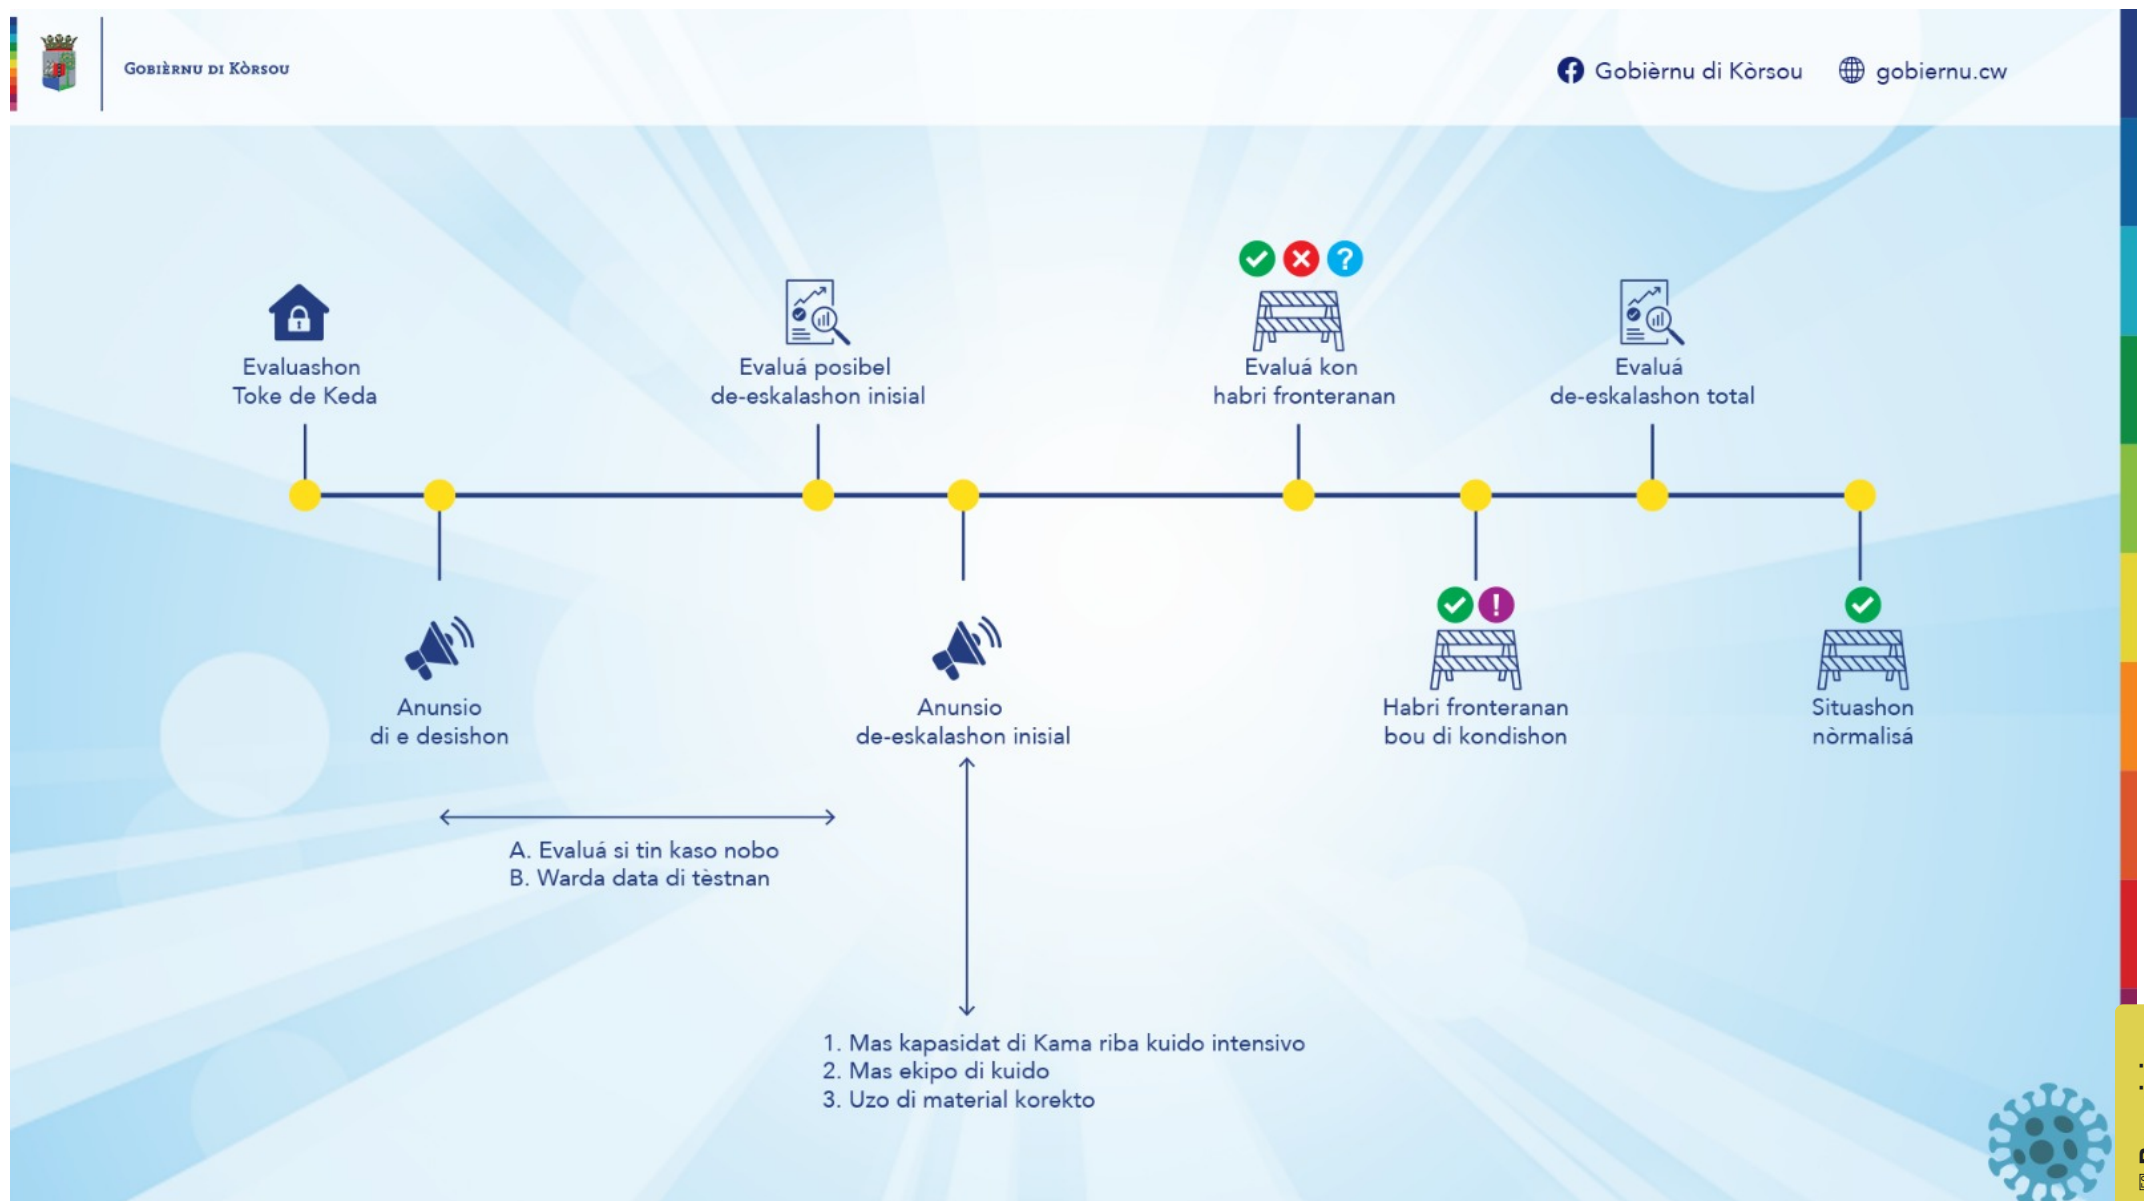 Gobièrnu di Kòrsou
Gobièrnu di Kòrsou
gobiernu.cw
Evaluashon
Toke de Keda
Evaluá posibel
de-eskalashon inisial
?
Evaluá kon
habri fronteranan
Evaluá
de-eskalashon total
Anunsio
di e desishon
Anunsio
de-eskalashon inisial
!
Habri fronteranan
bou di kondishon
Situashon
nòrmalisá
A. Evaluá si tin kaso nobo
B. Warda data di tèstnan
1. Mas kapasidat di Kama riba kuido intensivo
2. Mas ekipo di kuido
3. Uzo di material korekto